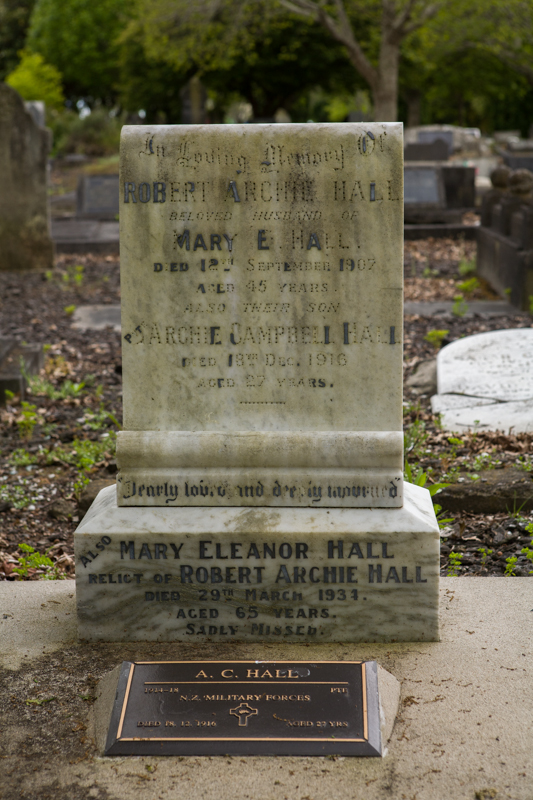 In Loving Memory Of
ROBERT ARCHIE HALL
BELOVED HUSBAND OF
MARY E. HALL.
DIED 12TH SEPTEMBER 1907
AGED 45 YEARS.
ALSO THEIR SON
PTE ARCHIE CAMPBELL HALL
DIED 18TH DEC. 1916
AGED 27 YEARS.
"Dearly loved and deeply mourned"
ALSO MARY ELEANOR HALL
RELICT OF ROBERT ARCHIE HALL
DIED 29TH MARCH 1934.
AGED 65 YEARS.
SADLY MISSED.
A. C. HALL
1914-18 PTE
N.Z. MILITARY FORCES
DIED 18. 12. 1916 AGED 27 YRS